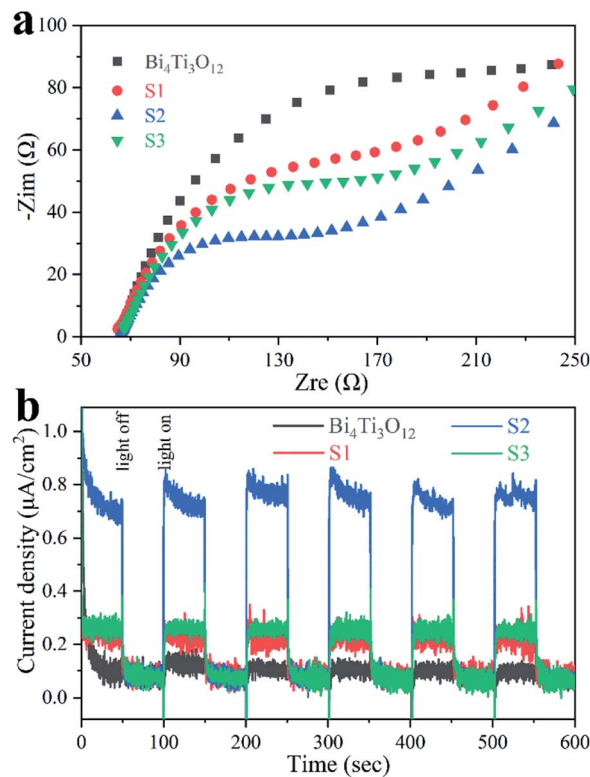 a
100
80
60
40
20
0
-Zim (Ω)
Bi₄Ti₃O₁₂
S1
S2
S3
50 90 130 170 210 250
Zre (Ω)
b
1.0
0.8
0.6
0.4
0.2
0.0
Current density (μA/cm²)
light off
light on
Bi₄Ti₃O₁₂ S2
S1 S3
0 100 200 300 400 500 600
Time (sec)